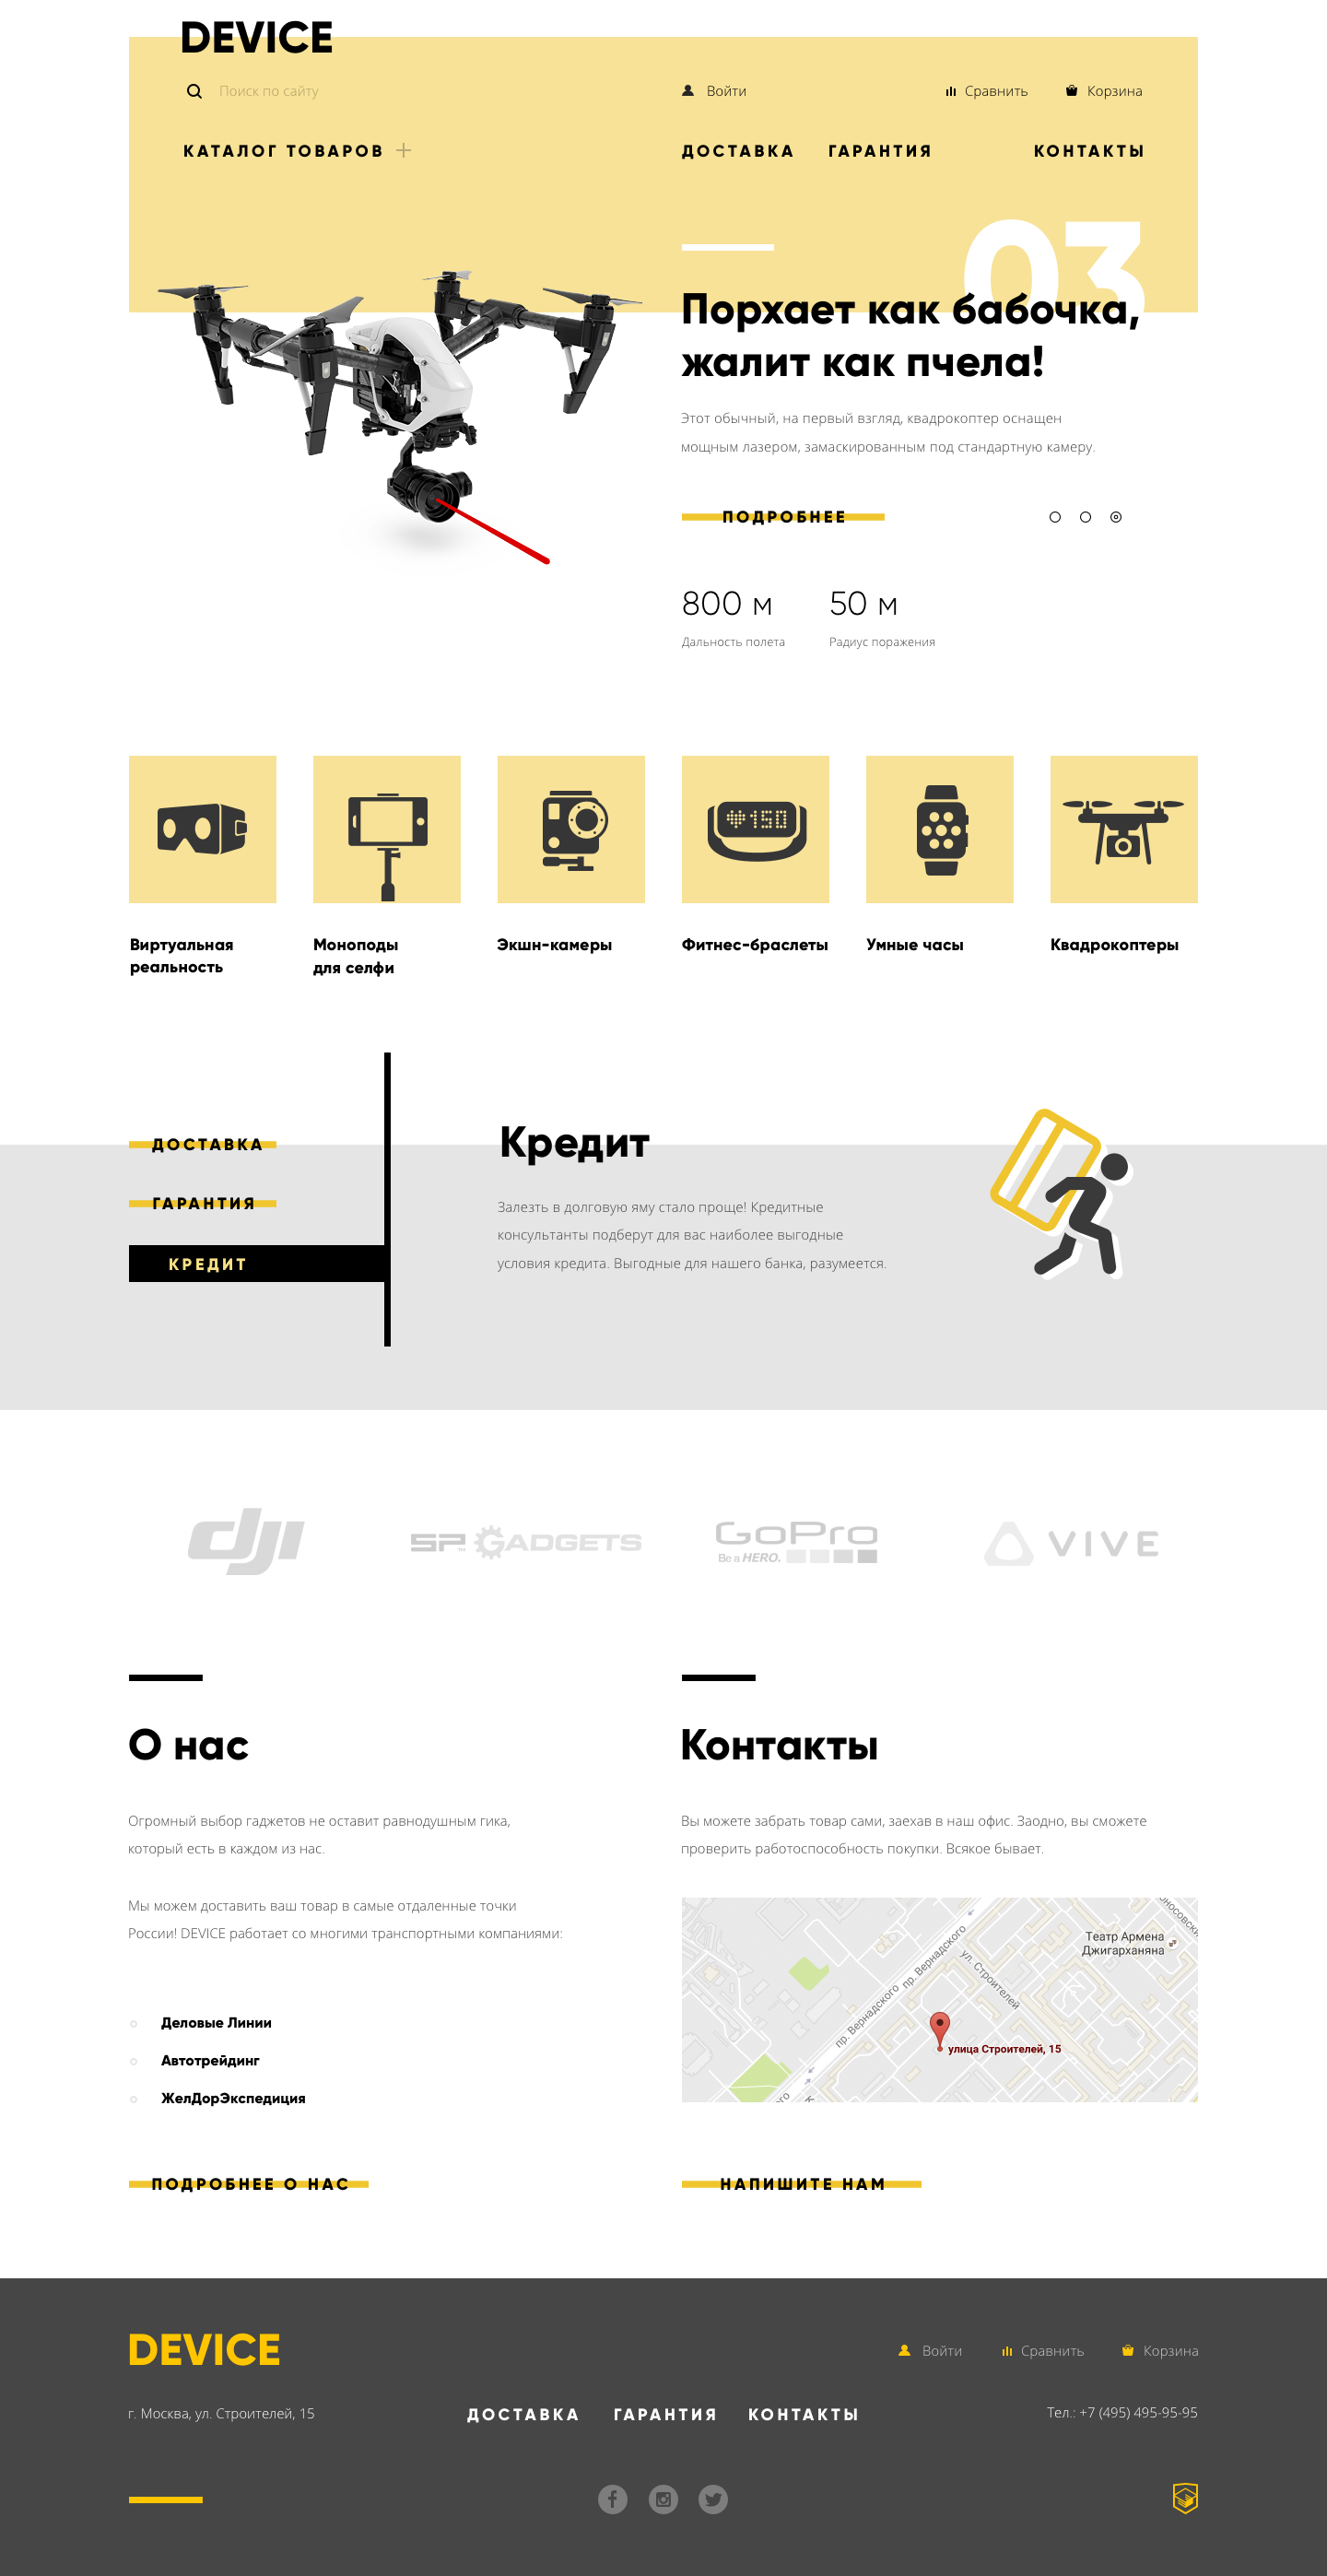 DEVICE
Поиск по сайту
Войти
Сравнить
Корзина
КАТАЛОГ ТОВАРОВ
ДОСТАВКА
ГАРАНТИЯ
КОНТАКТЫ
03
Порхает как бабочка,
жалит как пчела!
Этот обычный, на первый взгляд, квадрокоптер оснащен
мощным лазером, замаскированным под стандартную камеру.
ПОДРОБНЕЕ
800 м
50 м
Дальность полета
Радиус поражения
150
Виртуальная
реальность
Моноподы
для селфи
Экшн-камеры
Фитнес-браслеты
Умные часы
Квадрокоптеры
ДОСТАВКА
ГАРАНТИЯ
КРЕДИТ
Кредит
Залезть в долговую яму стало проще! Кредитные
консультанты подберут для вас наиболее выгодные
условия кредита. Выгодные для нашего банка, разумеется.
dji
SP GADGETS
GoPro
Be a HERO.
VIVE
О нас
Огромный выбор гаджетов не оставит равнодушным гика,
который есть в каждом из нас.
Мы можем доставить ваш товар в самые отдаленные точки
России! DEVICE работает со многими транспортными компаниями:
Деловые Линии
Автотрейдинг
ЖелДорЭкспедиция
ПОДРОБНЕЕ О НАС
Контакты
Вы можете забрать товар сами, заехав в наш офис. Заодно, вы сможете
проверить работоспособность покупки. Всякое бывает.
Театр Армена
Джигарханяна
пр. Вернадского
ул. Строителей
пр. Вернадского
улица Строителей, 15
НАПИШИТЕ НАМ
DEVICE
Войти
Сравнить
Корзина
г. Москва, ул. Строителей, 15
ДОСТАВКА
ГАРАНТИЯ
КОНТАКТЫ
Тел.: +7 (495) 495-95-95